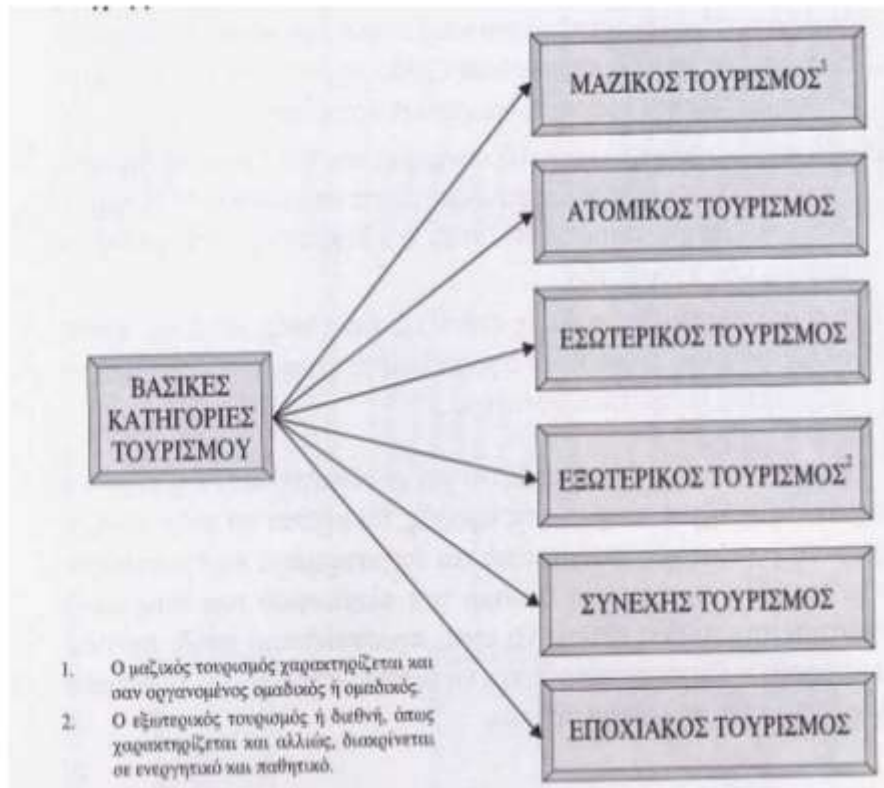 ΒΑΣΙΚΕΣ
ΚΑΤΗΓΟΡΙΕΣ
ΤΟΥΡΙΣΜΟΥ
ΜΑΖΙΚΟΣ ΤΟΥΡΙΣΜΟΣ¹
ΑΤΟΜΙΚΟΣ ΤΟΥΡΙΣΜΟΣ
ΕΣΩΤΕΡΙΚΟΣ ΤΟΥΡΙΣΜΟΣ
ΕΞΩΤΕΡΙΚΟΣ ΤΟΥΡΙΣΜΟΣ²
ΣΥΝΕΧΗΣ ΤΟΥΡΙΣΜΟΣ
ΕΠΟΧΙΑΚΟΣ ΤΟΥΡΙΣΜΟΣ
1. Ο μαζικός τουρισμός χαρακτηρίζεται και
σαν οργανομένος ομαδικός ή ομαδικός.
2. Ο εξωτερικός τουρισμός ή διεθνή, όπως
χαρακτηρίζεται και αλλιώς, διακρίνεται
σε ενεργητικό και παθητικό.